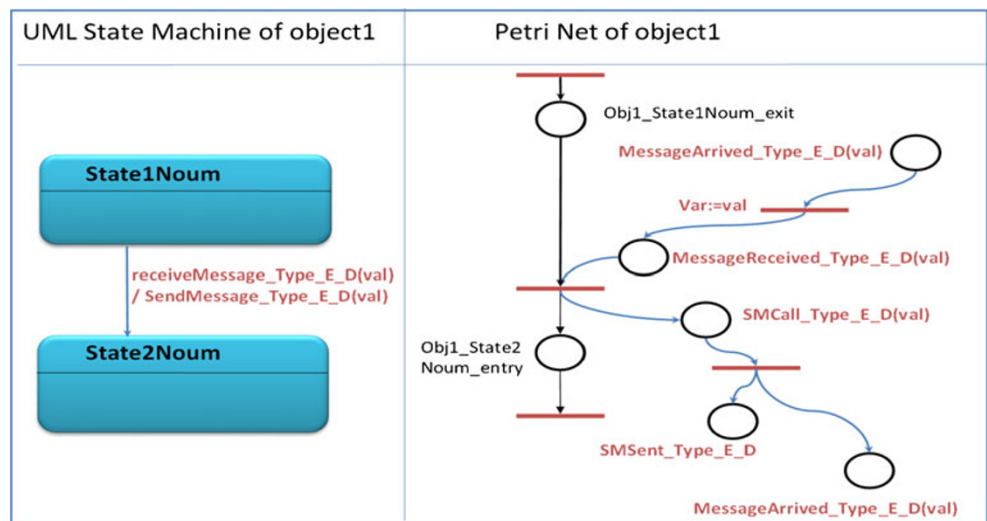 UML State Machine of object1
Petri Net of object1
State1Noum
receiveMessage_Type_E_D(val)
/ SendMessage_Type_E_D(val)
State2Noum
Obj1_State1Noum_exit
MessageArrived_Type_E_D(val)
Var:=val
MessageReceived_Type_E_D(val)
SMCall_Type_E_D(val)
Obj1_State2
Noum_entry
SMSent_Type_E_D
MessageArrived_Type_E_D(val)